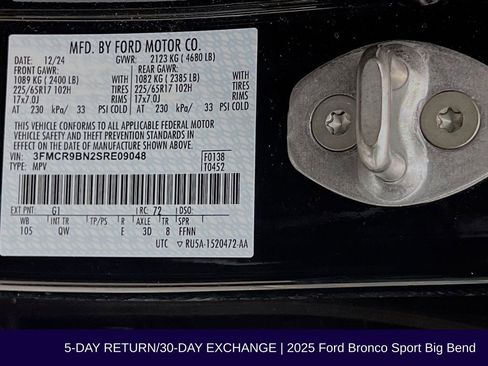 MFD. BY FORD MOTOR CO.
DATE: 12/24 GVWR: 2123 KG ( 4680 LB)
FRONT GAWR: REAR GAWR:
1089 KG ( 2400 LB) WITH 1082 KG ( 2385 LB) WITH
225/65R17 102H TIRES 225/65R17 102H TIRES
17x7.0J RIMS 17x7.0J RIMS
AT 230 kPa/ 33 PSI COLD AT 230 kPa/ 33 PSI COLD
THIS VEHICLE CONFORMS TO ALL APPLICABLE FEDERAL MOTOR
VEHICLE SAFETY AND THEFT PREVENTION STANDARDS IN
EFFECT ON THE DATE OF MANUFACTURE SHOWN ABOVE.
VIN: 3FMCR9BN2SRE09048 F0138
TYPE: MPV T0452
EXT PNT: G1 RC: 72 DSO:
WB INT TR TP/PS R AXLE TR SPR
105 QW E 3D 8 FFNN
UTC RU5A-1520472-AA
5-DAY RETURN/30-DAY EXCHANGE | 2025 Ford Bronco Sport Big Bend